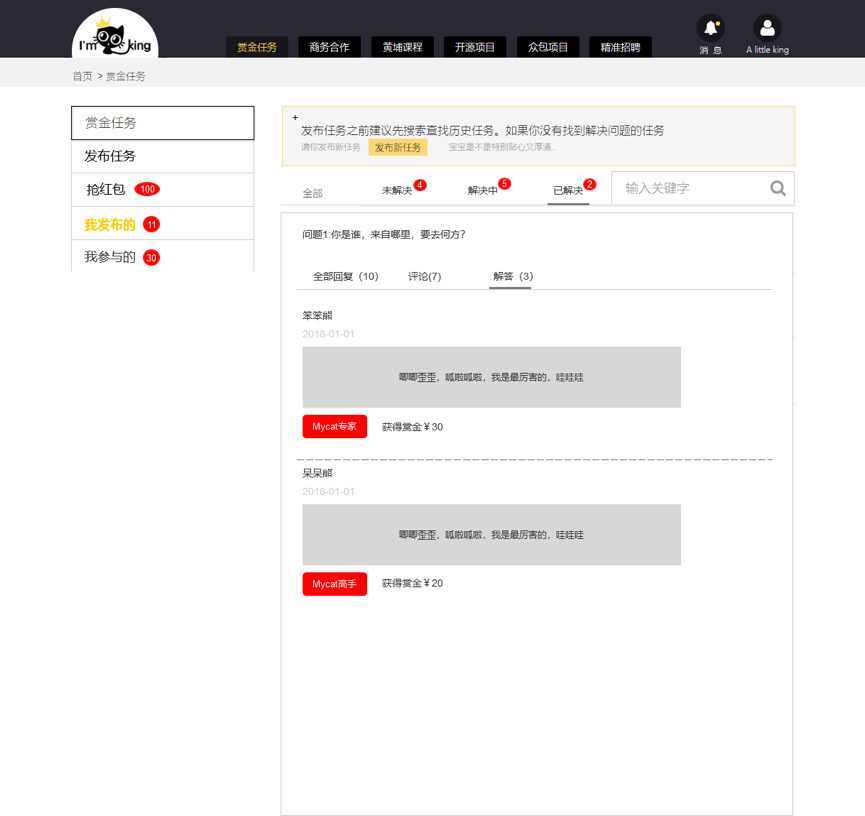 I'm king
赏金任务
商务合作
黄埔课程
开源项目
众包项目
精准招聘
消 息
A little king
首页 > 赏金任务
赏金任务
发布任务
抢红包 100
我发布的 11
我参与的 30
+
发布任务之前建议先搜索查找历史任务。如果你没有找到解决问题的任务
请你发布新任务 发布新任务 宝宝是不是特别贴心又厚道...
全部
未解决 4
解决中 5
已解决 2
输入关键字
问题1:你是谁，来自哪里，要去何方?
全部回复（10） 评论(7) 解答（3）
笨笨熊
2018-01-01
唧唧歪歪，呱啦呱啦，我是最厉害的，哇哇哇
Mycat专家 获得赏金￥30
呆呆熊
2018-01-01
唧唧歪歪，呱啦呱啦，我是最厉害的，哇哇哇
Mycat高手 获得赏金￥20